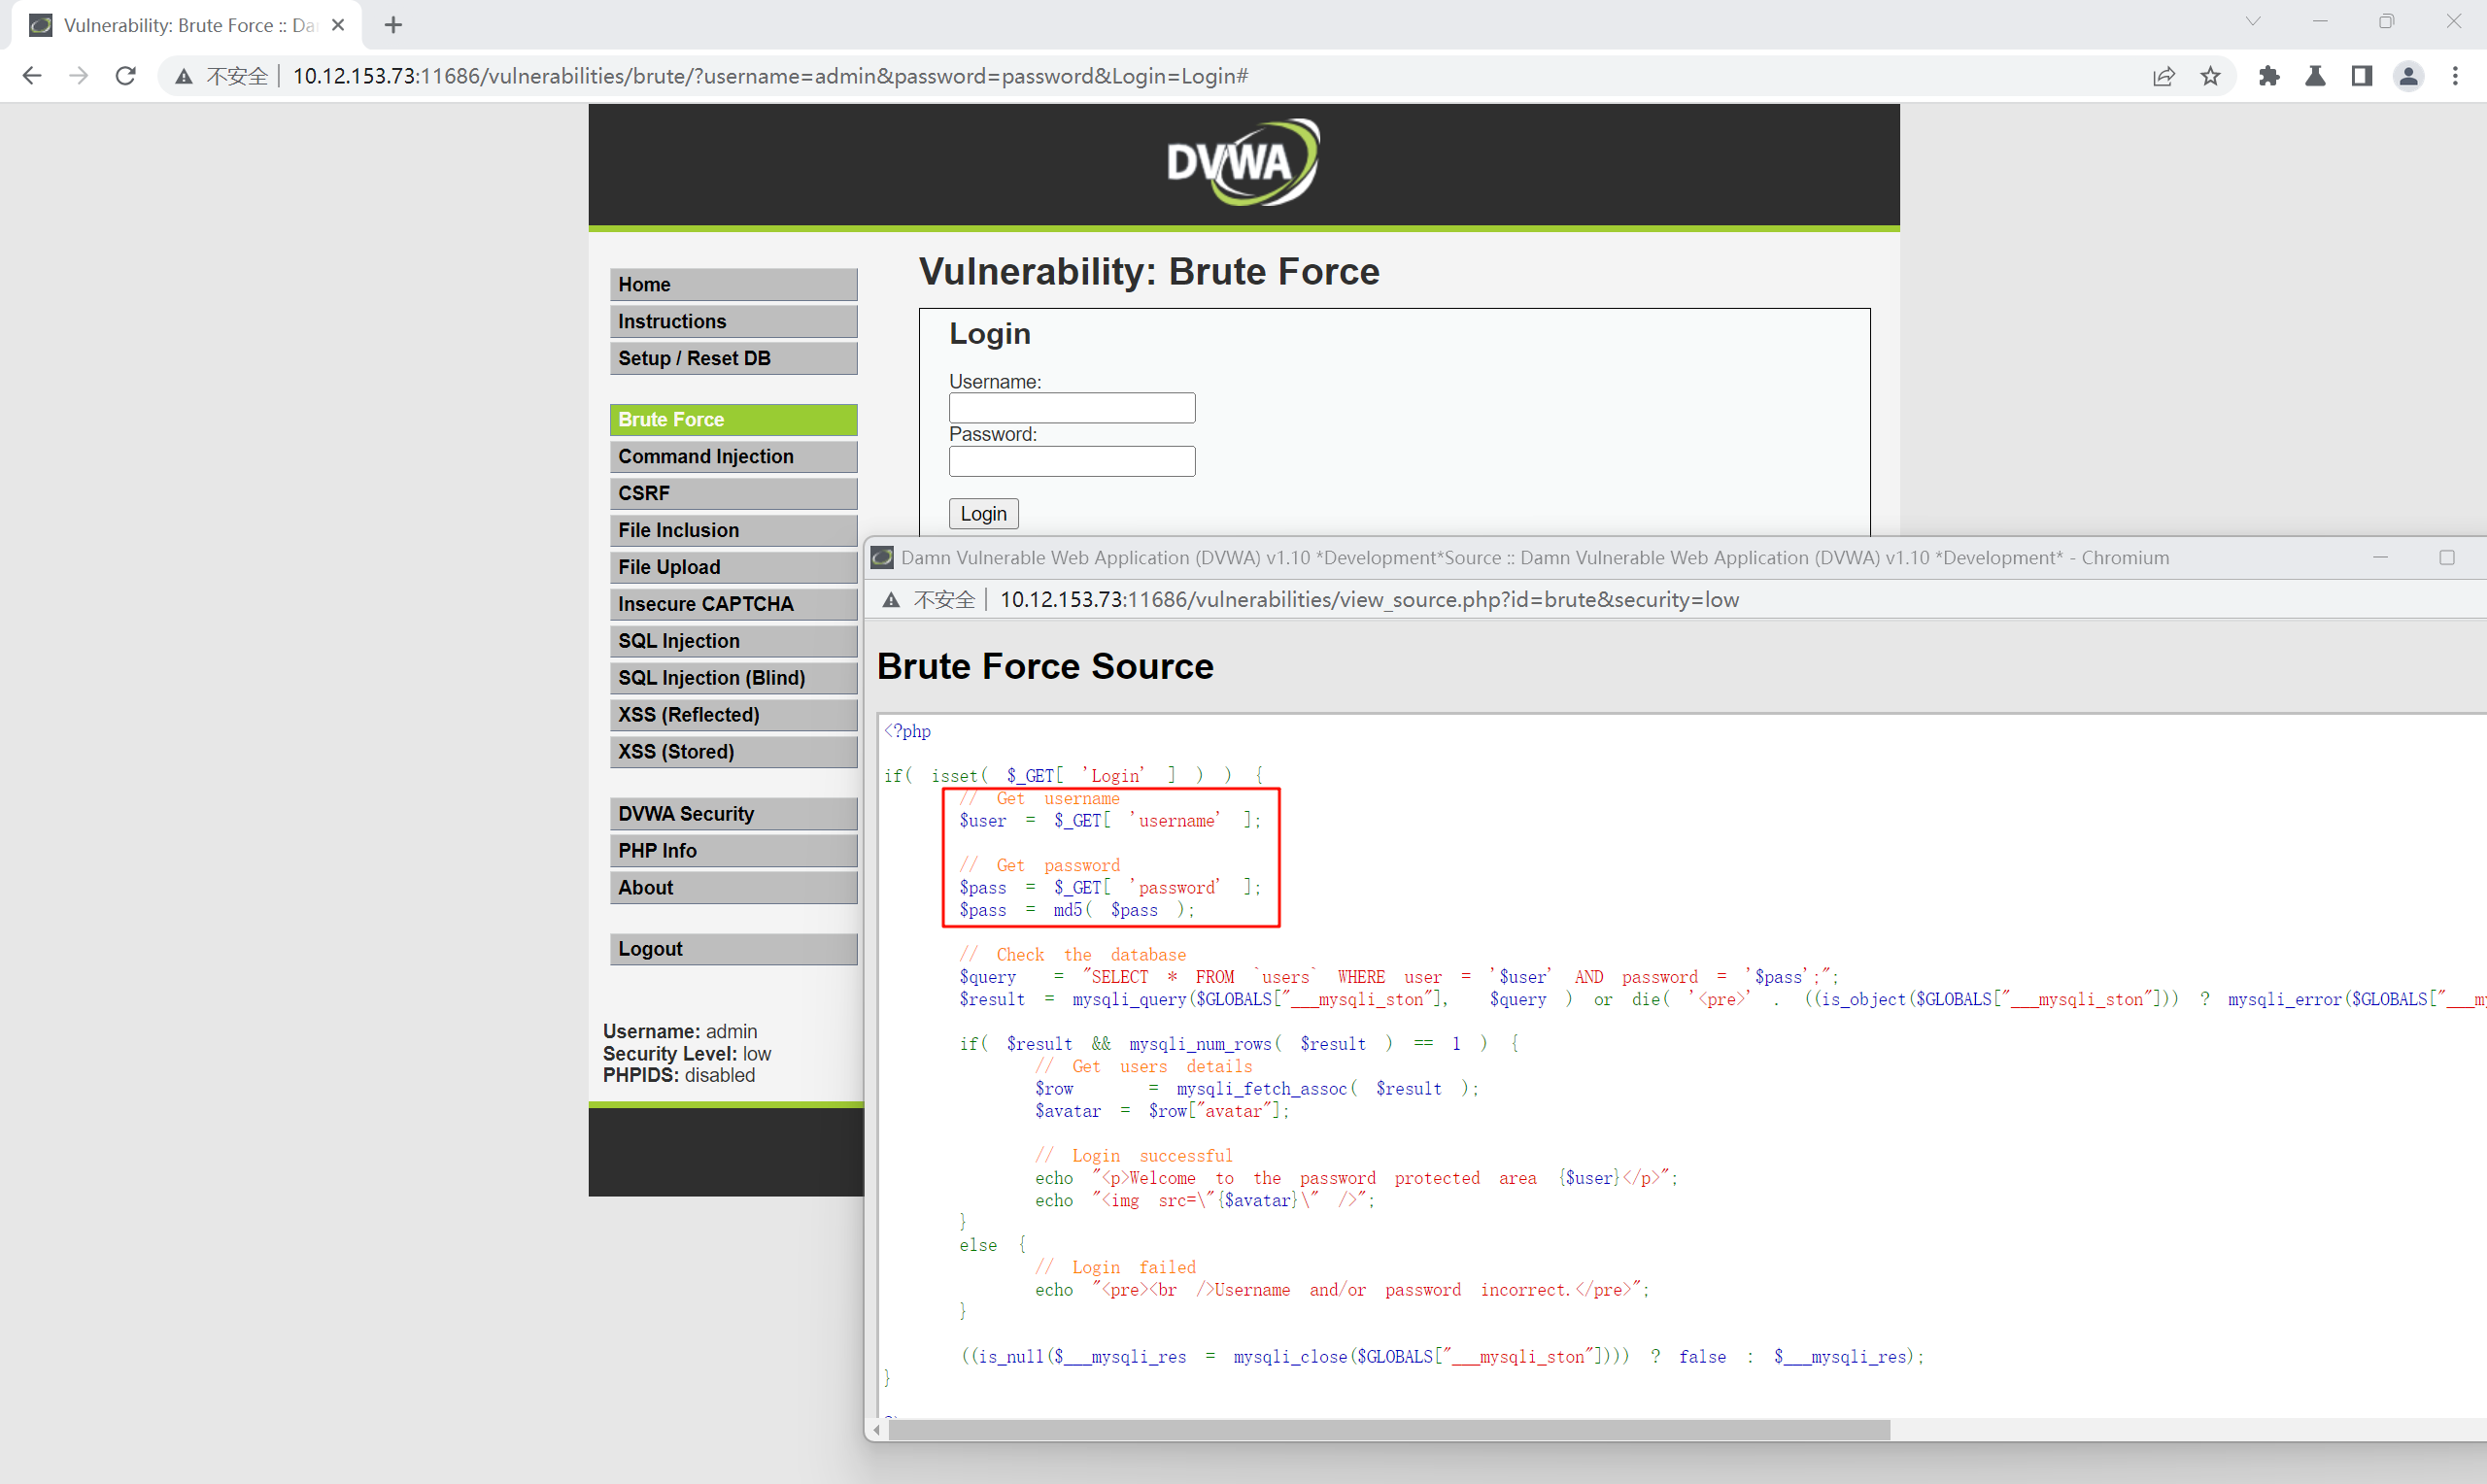 Vulnerability: Brute Force :: Da
不安全 10.12.153.73:11686/vulnerabilities/brute/?username=admin&password=password&Login=Login#
DVWA
Home
Instructions
Setup / Reset DB
Brute Force
Command Injection
CSRF
File Inclusion
File Upload
Insecure CAPTCHA
SQL Injection
SQL Injection (Blind)
XSS (Reflected)
XSS (Stored)
DVWA Security
PHP Info
About
Logout
Username: admin
Security Level: low
PHPIDS: disabled
Vulnerability: Brute Force
Login
Username:
Password:
Login
Damn Vulnerable Web Application (DVWA) v1.10 *Development*Source :: Damn Vulnerable Web Application (DVWA) v1.10 *Development* - Chromium
不安全 10.12.153.73:11686/vulnerabilities/view_source.php?id=brute&security=low
Brute Force Source
<?php
if( isset( $_GET[ 'Login' ] ) ) {
// Get username
$user = $_GET[ 'username' ];
// Get password
$pass = $_GET[ 'password' ];
$pass = md5( $pass );
// Check the database
$query = "SELECT * FROM `users` WHERE user = '$user' AND password = '$pass';";
$result = mysqli_query($GLOBALS["___mysqli_ston"], $query ) or die( '<pre>' . ((is_object($GLOBALS["___mysqli_ston"])) ? mysqli_error($GLOBALS["___m
if( $result && mysqli_num_rows( $result ) == 1 ) {
// Get users details
$row = mysqli_fetch_assoc( $result );
$avatar = $row["avatar"];
// Login successful
echo "<p>Welcome to the password protected area {$user}</p>";
echo "<img src=\"{$avatar}\" />";
}
else {
// Login failed
echo "<pre><br />Username and/or password incorrect.</pre>";
}
((is_null($___mysqli_res = mysqli_close($GLOBALS["___mysqli_ston"]))) ? false : $___mysqli_res);
}